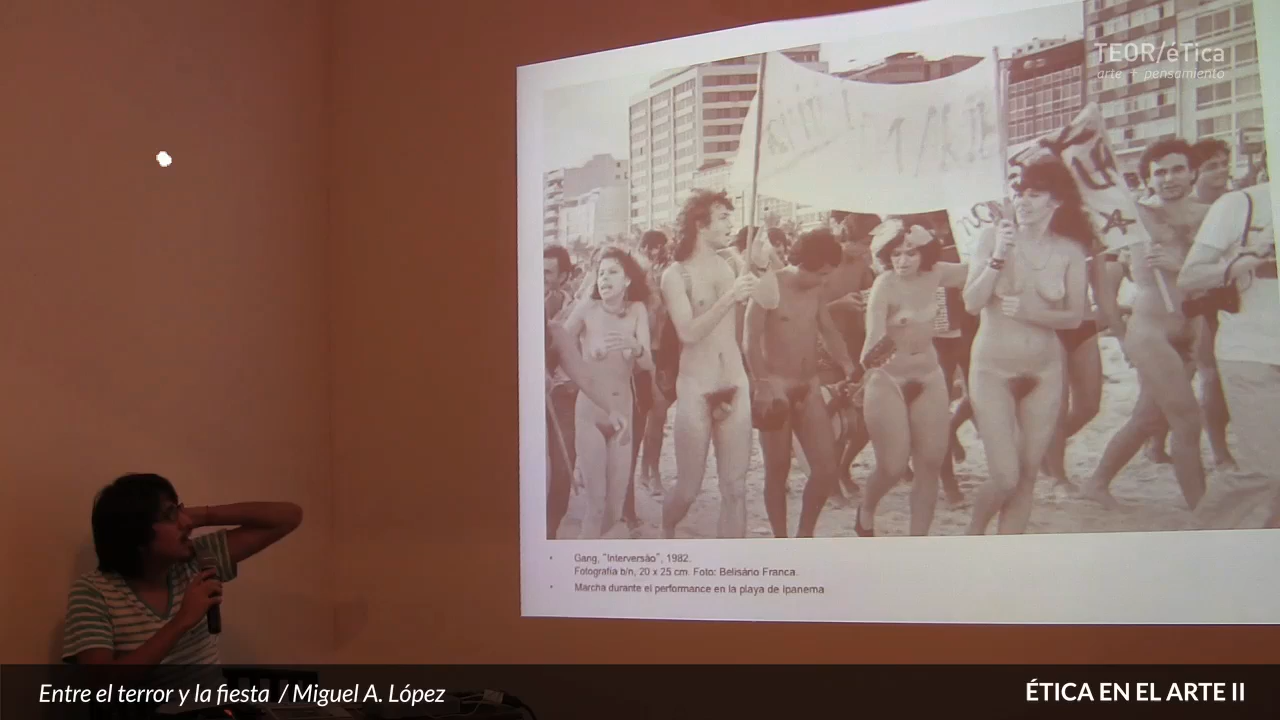 TEOR/éTica
arte + pensamiento
Gang, "Interversão", 1982.
Fotografía b/n, 20 x 25 cm. Foto: Belisário Franca.
Marcha durante el performance en la playa de Ipanema
Entre el terror y la fiesta / Miguel A. López
ÉTICA EN EL ARTE II